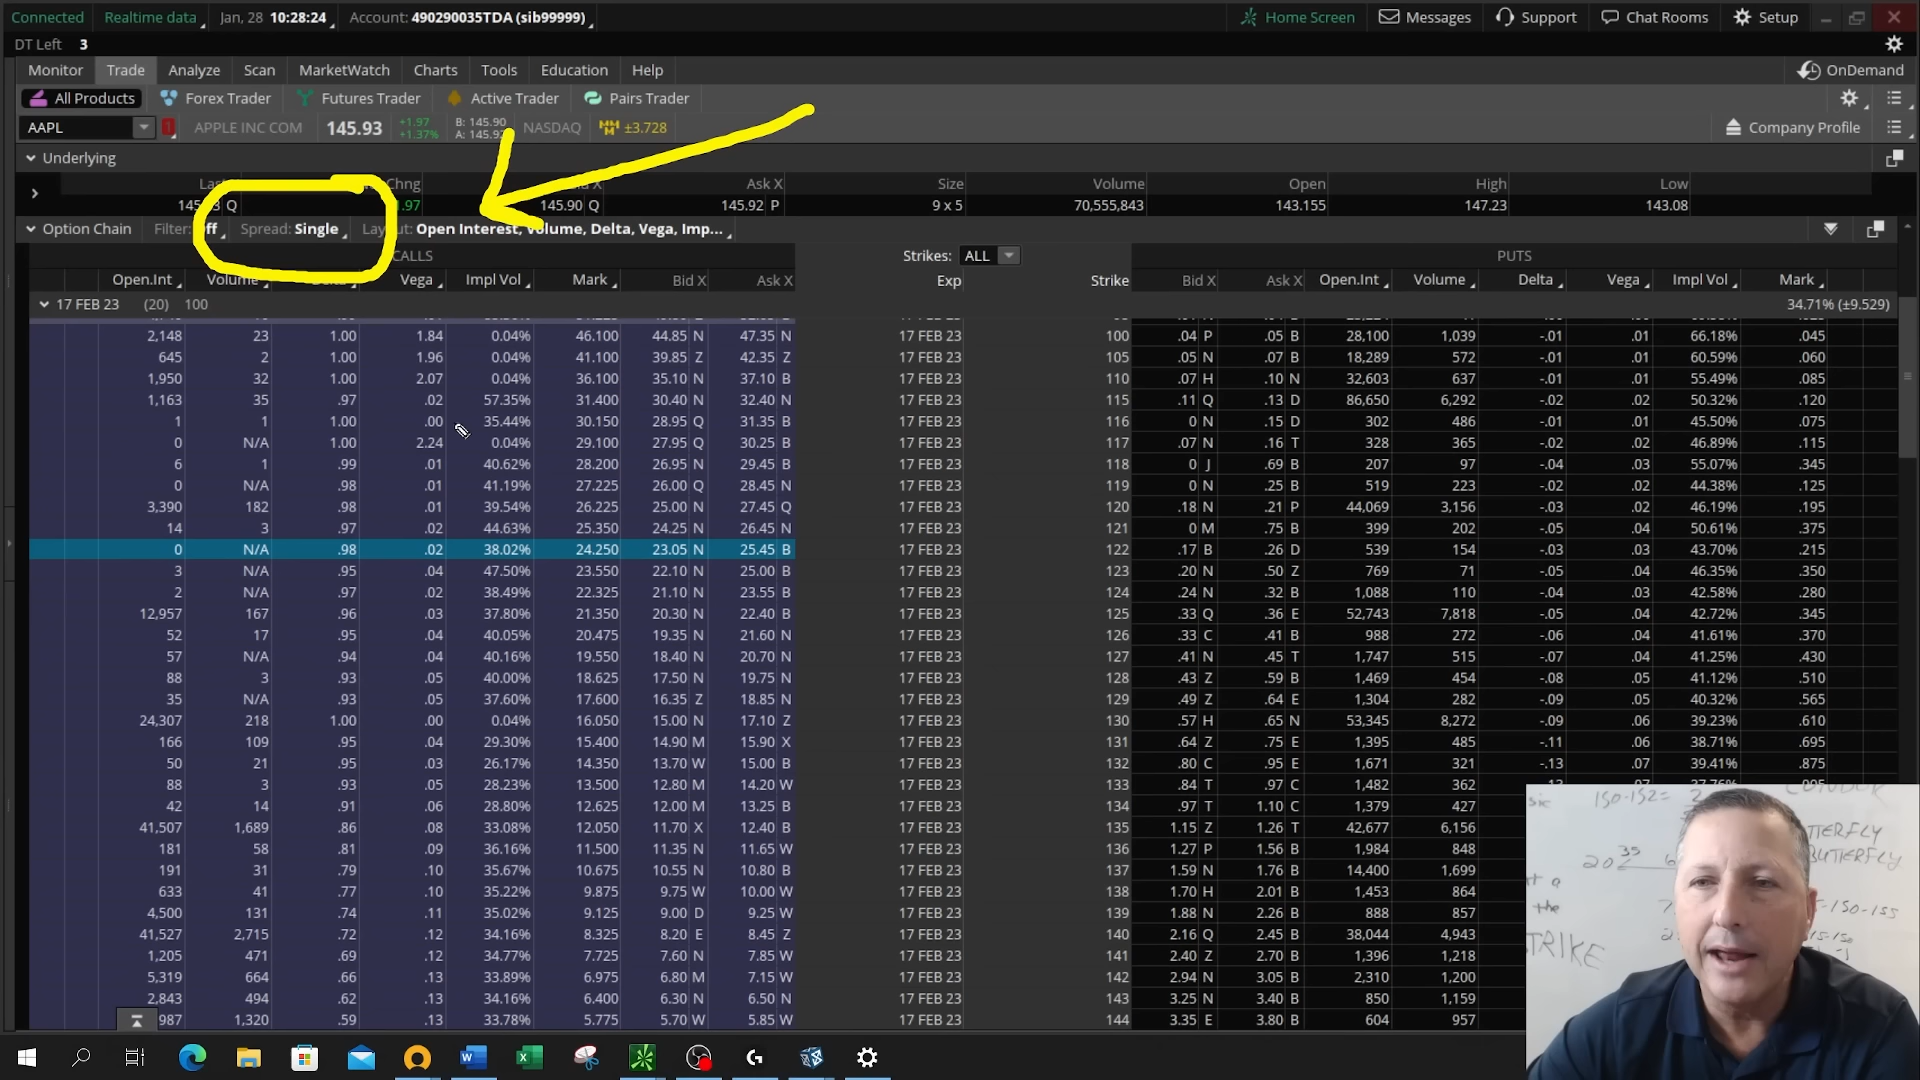 Connected Realtime data Jan, 28 10:28:24 Account: 490290035TDA (sib99999) Home Screen Messages Support Chat Rooms Setup
DT Left 3
Monitor Trade Analyze Scan MarketWatch Charts Tools Education Help OnDemand
All Products Forex Trader Futures Trader Active Trader Pairs Trader
AAPL 1 APPLE INC COM 145.93 +1.97 +1.37% B: 145.90 A: 145.92 NASDAQ ±3.728 Company Profile
Underlying
Chng Ask X Size Volume Open High Low
Q 145.90 Q 145.92 P 9 x 5 70,555,843 143.155 147.23 143.08
Option Chain Filter: Off Spread: Single Layout: Open Interest, Volume, Delta, Vega, Imp...
CALLS Strikes: ALL PUTS
Open.Int Volume Delta Vega Impl Vol Mark Bid X Ask X Exp Strike Bid X Ask X Open.Int Volume Delta Vega Impl Vol Mark
17 FEB 23 (20) 100 34.71% (±9.529)
2,148 23 1.00 1.84 0.04% 46.100 44.85 N 47.35 N 17 FEB 23 100 .04 P .05 B 28,100 1,039 -.01 .01 66.18% .045
645 2 1.00 1.96 0.04% 41.100 39.85 Z 42.35 Z 17 FEB 23 105 .05 N .07 B 18,289 572 -.01 .01 60.59% .060
1,950 32 1.00 2.07 0.04% 36.100 35.10 N 37.10 B 17 FEB 23 110 .07 H .10 N 32,603 637 -.01 .01 55.49% .085
1,163 35 .97 .02 57.35% 31.400 30.40 N 32.40 N 17 FEB 23 115 .11 Q .13 D 86,650 6,292 -.02 .02 50.32% .120
1 1 1.00 .00 35.44% 30.150 28.95 Q 31.35 B 17 FEB 23 116 0 N .15 D 302 486 -.01 .01 45.50% .075
0 N/A 1.00 2.24 0.04% 29.100 27.95 Q 30.25 B 17 FEB 23 117 .07 N .16 T 328 365 -.02 .02 46.89% .115
6 1 .99 .01 40.62% 28.200 26.95 N 29.45 B 17 FEB 23 118 0 J .69 B 207 97 -.04 .03 55.07% .345
0 N/A .98 .01 41.19% 27.225 26.00 Q 28.45 N 17 FEB 23 119 0 N .25 B 519 223 -.02 .02 44.38% .125
3,390 182 .98 .01 39.54% 26.225 25.00 N 27.45 Q 17 FEB 23 120 .18 N .21 P 44,069 3,156 -.03 .02 46.19% .195
14 3 .97 .02 44.63% 25.350 24.25 N 26.45 N 17 FEB 23 121 0 M .75 B 399 202 -.05 .04 50.61% .375
0 N/A .98 .02 38.02% 24.250 23.05 N 25.45 B 17 FEB 23 122 .17 B .26 D 539 154 -.03 .03 43.70% .215
3 N/A .95 .04 47.50% 23.550 22.10 N 25.00 B 17 FEB 23 123 .20 N .50 Z 769 71 -.05 .04 46.35% .350
2 N/A .97 .02 38.49% 22.325 21.10 N 23.55 B 17 FEB 23 124 .24 N .32 B 1,088 110 -.04 .03 42.58% .280
12,957 167 .96 .03 37.80% 21.350 20.30 N 22.40 B 17 FEB 23 125 .33 Q .36 E 52,743 7,818 -.05 .04 42.72% .345
52 17 .95 .04 40.05% 20.475 19.35 N 21.60 N 17 FEB 23 126 .33 C .41 B 988 272 -.06 .04 41.61% .370
57 N/A .94 .04 40.16% 19.550 18.40 N 20.70 N 17 FEB 23 127 .41 N .45 T 1,747 515 -.07 .04 41.25% .430
88 3 .93 .05 40.00% 18.625 17.50 N 19.75 N 17 FEB 23 128 .43 Z .59 B 1,469 454 -.08 .05 41.12% .510
35 N/A .93 .05 37.60% 17.600 16.35 Z 18.85 N 17 FEB 23 129 .49 Z .64 E 1,304 282 -.09 .05 40.32% .565
24,307 218 1.00 .00 0.04% 16.050 15.00 N 17.10 Z 17 FEB 23 130 .57 H .65 N 53,345 8,272 -.09 .06 39.23% .610
166 109 .95 .04 29.30% 15.400 14.90 M 15.90 X 17 FEB 23 131 .64 Z .75 E 1,395 485 -.11 .06 38.71% .695
50 21 .95 .03 26.17% 14.350 13.70 W 15.00 B 17 FEB 23 132 .80 C .95 E 1,671 321 -.13 .07 39.41% .875
88 3 .93 .05 28.23% 13.500 12.80 M 14.20 W 17 FEB 23 133 .84 T .97 C 1,482 362
42 14 .91 .06 28.80% 12.625 12.00 M 13.25 B 17 FEB 23 134 .97 T 1.10 C 1,379 427
41,507 1,689 .86 .08 33.08% 12.050 11.70 X 12.40 B 17 FEB 23 135 1.15 Z 1.26 T 42,677 6,156
181 58 .81 .09 36.16% 11.500 11.35 N 11.65 W 17 FEB 23 136 1.27 P 1.56 B 1,984 848
191 31 .79 .10 35.67% 10.675 10.55 N 10.80 B 17 FEB 23 137 1.59 N 1.76 B 14,400 1,699
633 41 .77 .10 35.22% 9.875 9.75 W 10.00 W 17 FEB 23 138 1.70 H 2.01 B 1,453 864
4,500 131 .74 .11 35.02% 9.125 9.00 D 9.25 W 17 FEB 23 139 1.88 N 2.26 B 888 857
41,527 2,715 .72 .12 34.16% 8.325 8.20 E 8.45 Z 17 FEB 23 140 2.16 Q 2.45 B 38,044 4,943
1,205 471 .69 .12 34.77% 7.725 7.60 N 7.85 W 17 FEB 23 141 2.40 Z 2.70 B 1,396 1,218
5,319 664 .66 .13 33.89% 6.975 6.80 M 7.15 W 17 FEB 23 142 2.94 N 3.05 B 2,310 1,200
2,843 494 .62 .13 34.16% 6.400 6.30 N 6.50 N 17 FEB 23 143 3.25 N 3.40 B 850 1,159
987 1,320 .59 .13 33.78% 5.775 5.70 W 5.85 W 17 FEB 23 144 3.35 E 3.80 B 604 957
150-152=
CONDOR
20 35
the